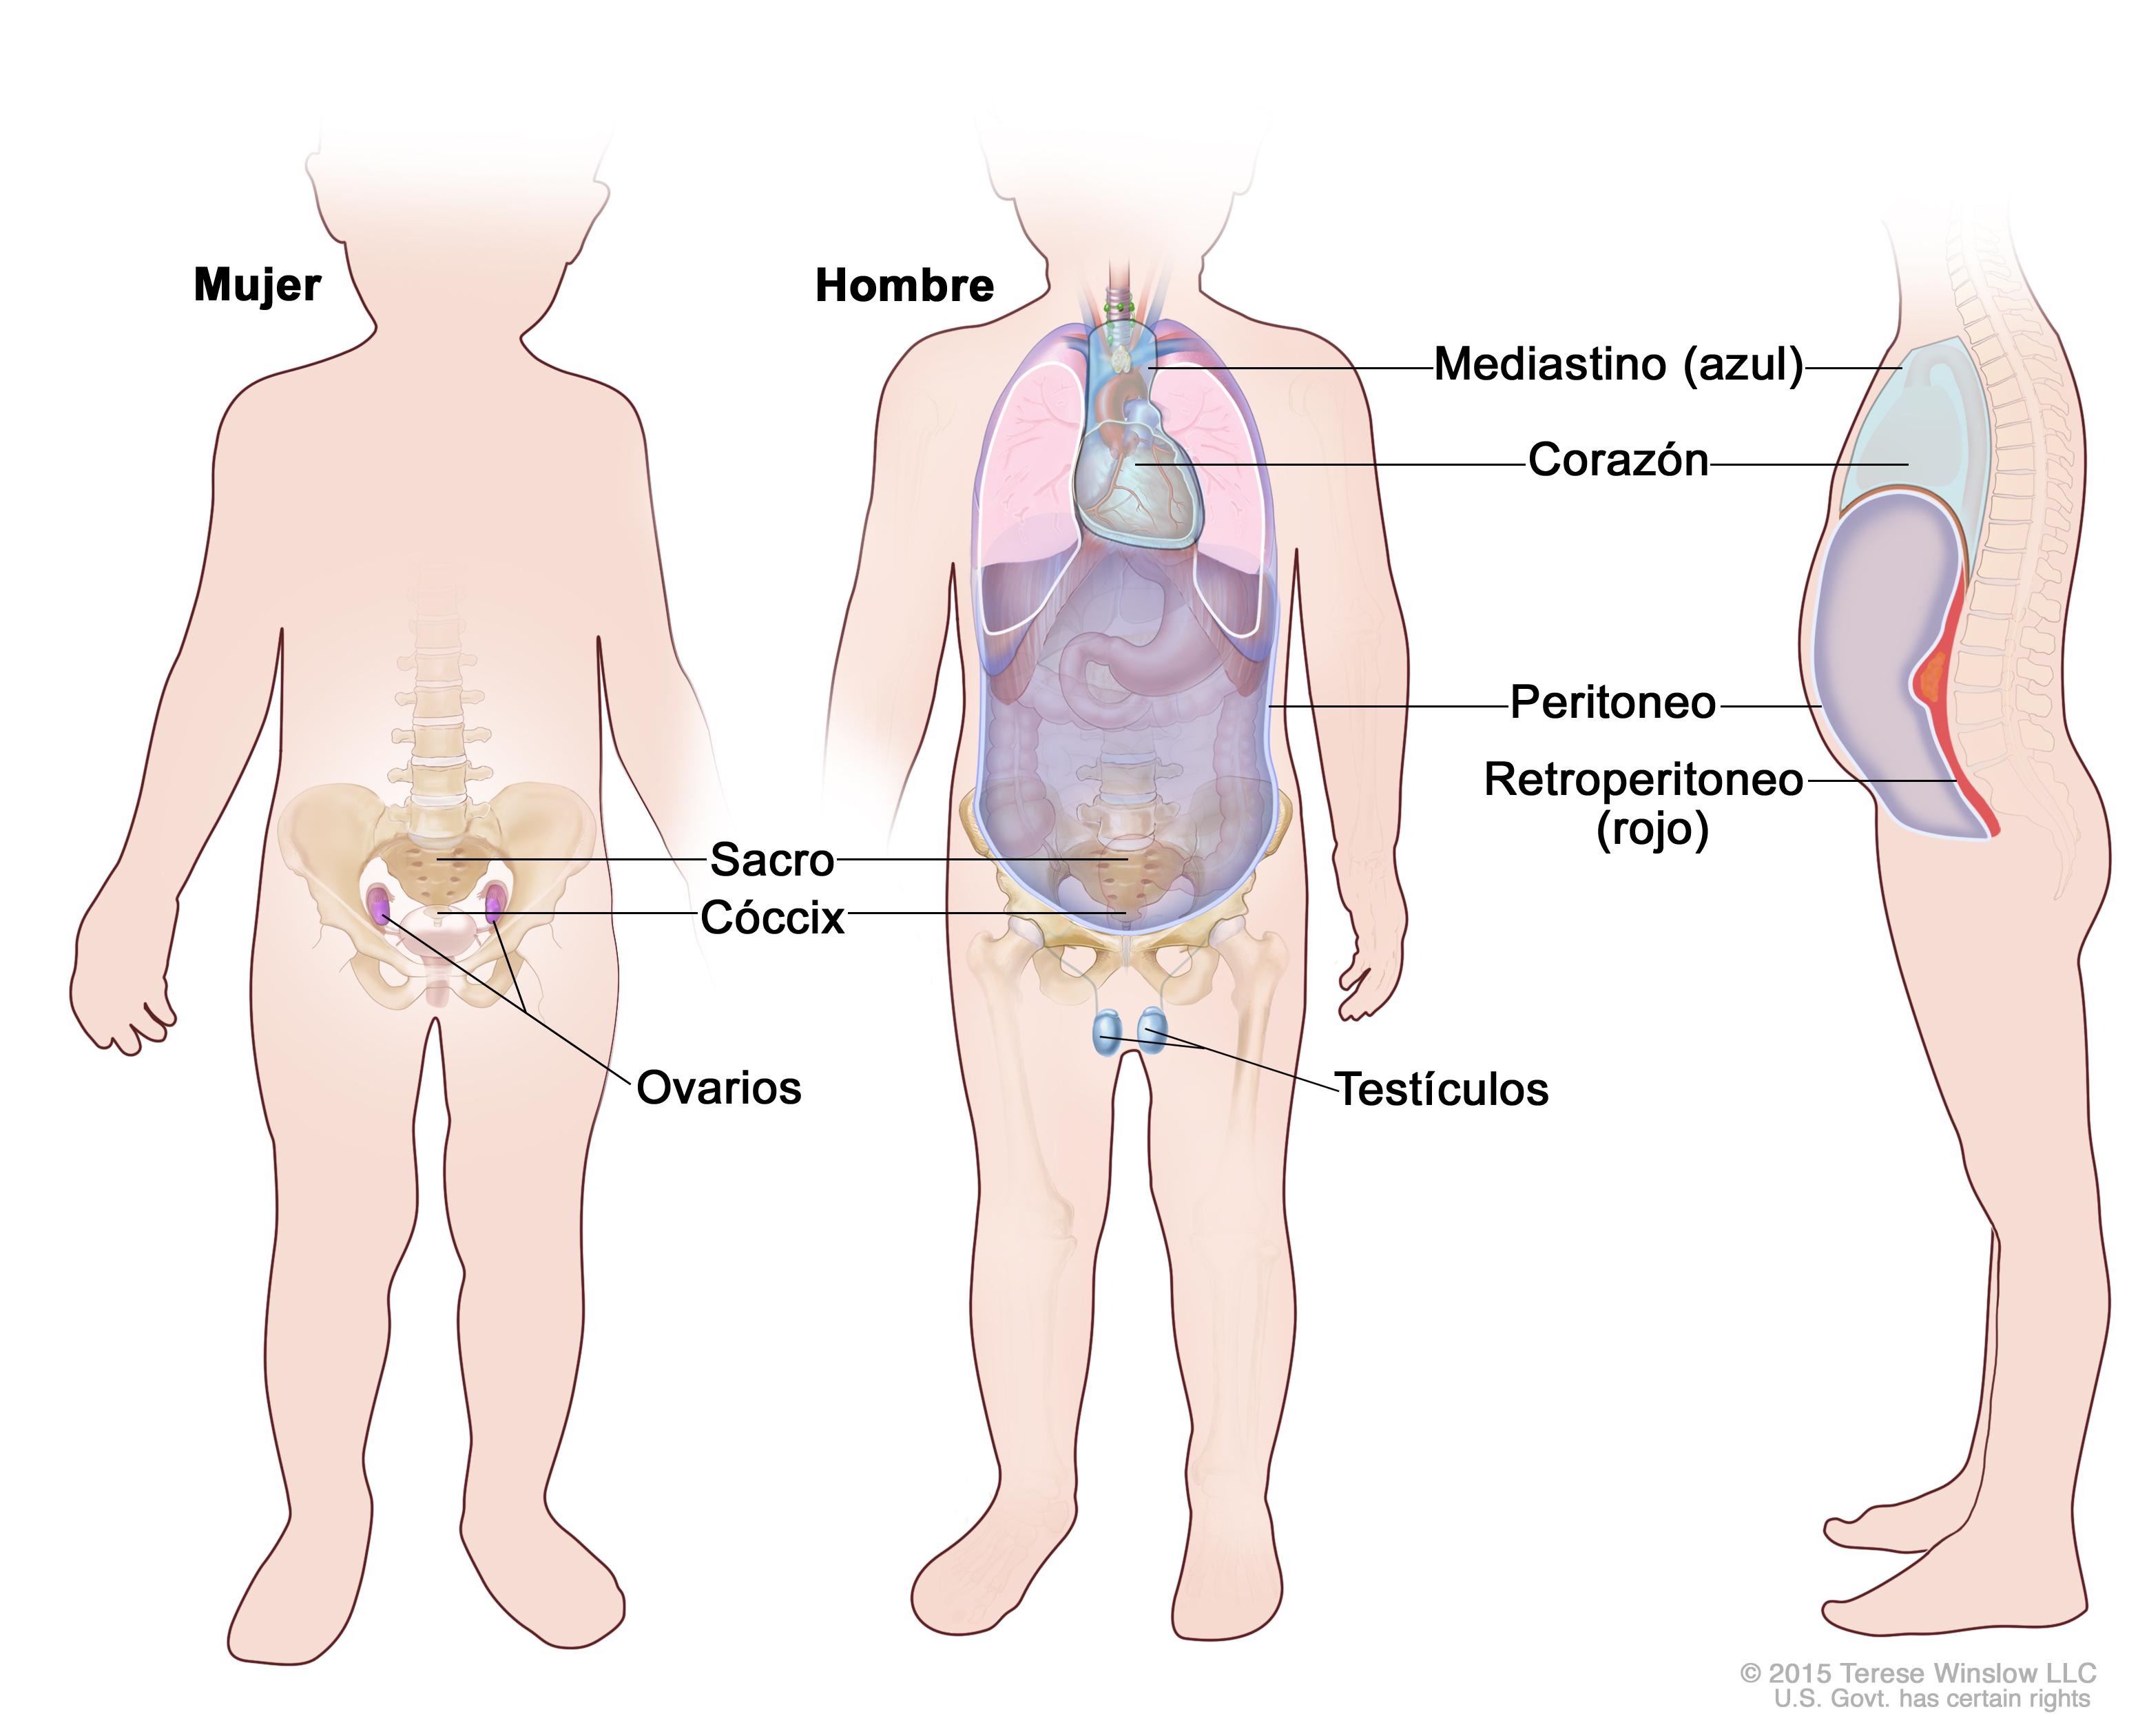 Mujer
Hombre
Mediastino (azul)
Corazón
Peritoneo
Retroperitoneo
(rojo)
Sacro
Cóccix
Ovarios
Testículos
© 2015 Terese Winslow LLC
U.S. Govt. has certain rights